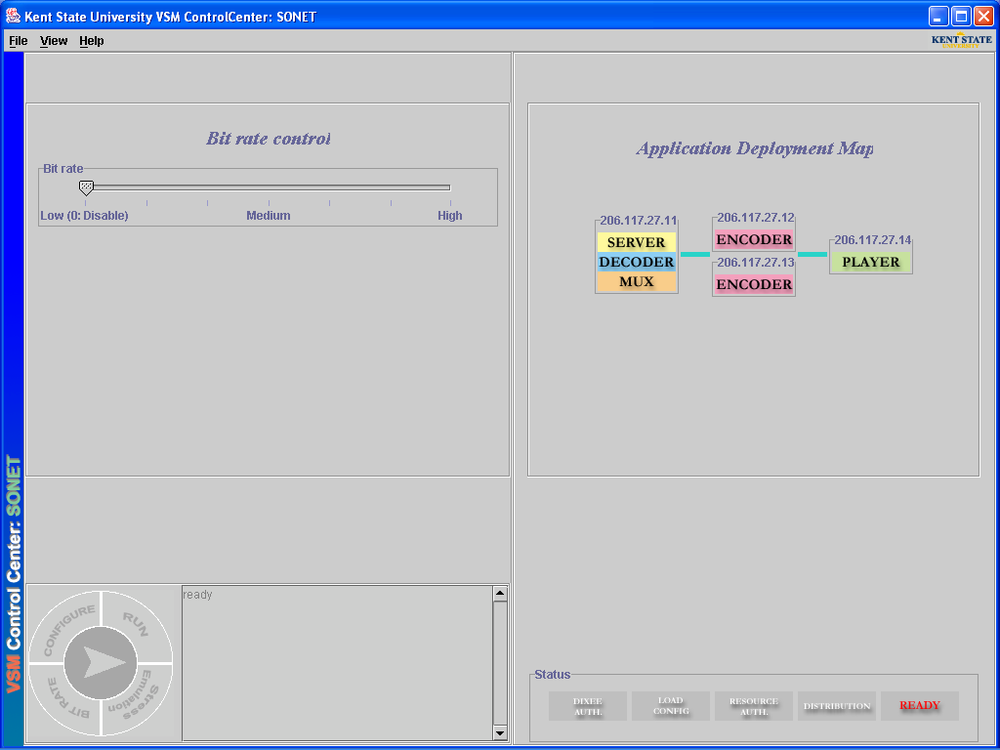 Kent State University VSM ControlCenter: SONET
File View Help
KENT STATE
UNIVERSITY
Bit rate control
Bit rate
Low (0: Disable) Medium High
Application Deployment Map
206.117.27.11
SERVER
DECODER
MUX
206.117.27.12
ENCODER
206.117.27.13
ENCODER
206.117.27.14
PLAYER
VSM Control Center: SONET
CONFIGURE
RUN
BIT RATE
Stress
Emulation
ready
Status
DIXEE
AUTH.
LOAD
CONFIG
RESOURCE
AUTH.
DISTRIBUTION
READY